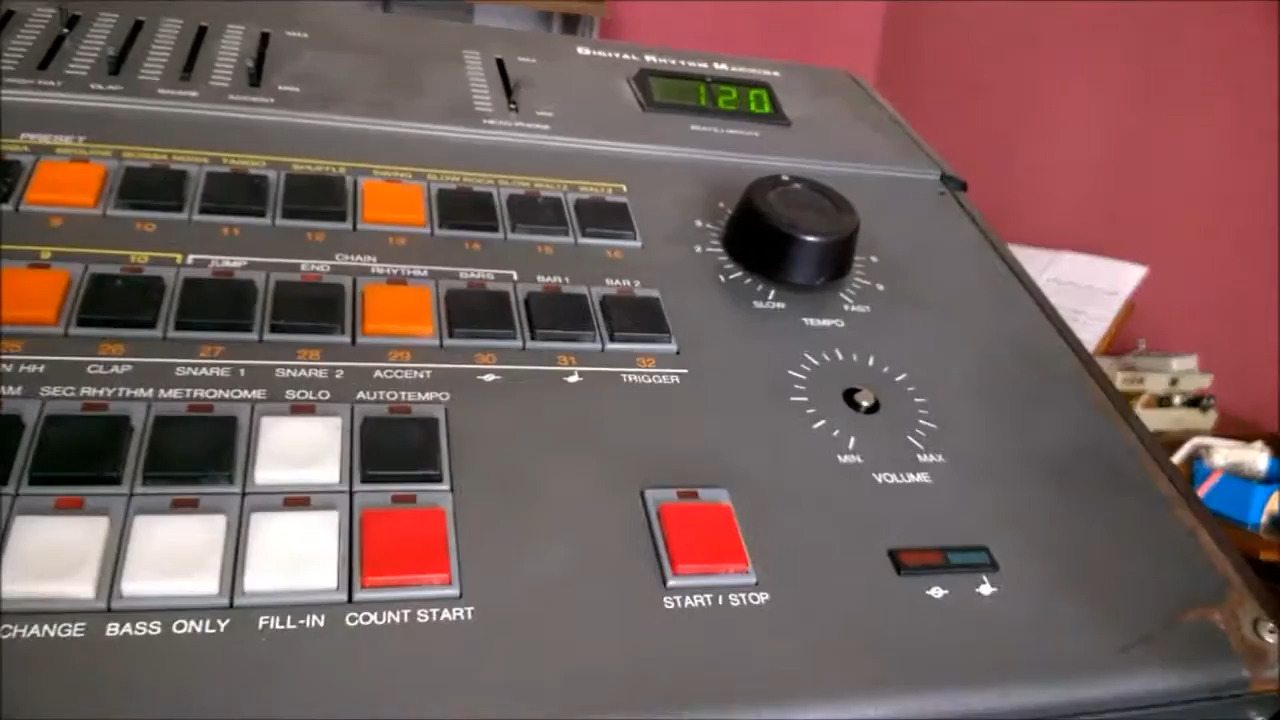 DIGITAL RHYTHM MACHINE
120
MAX
MIN
CLAP
SNARE
ACCENT
HEADPHONE
PRESET
BOSSA NOVA TANGO SHUFFLE SWING SLOW ROCK SLOW WALTZ WALTZ
9 10 11 12 13 14 15 16
CHAIN
9 10 JUMP END RHYTHM BARS BAR 1 BAR 2
25 26 27 28 29 30 31 32
HH CLAP SNARE 1 SNARE 2 ACCENT TRIGGER
SEC.RHYTHM METRONOME SOLO AUTOTEMPO
SLOW FAST
TEMPO
MIN. MAX.
VOLUME
START / STOP
CHANGE BASS ONLY FILL-IN COUNT START